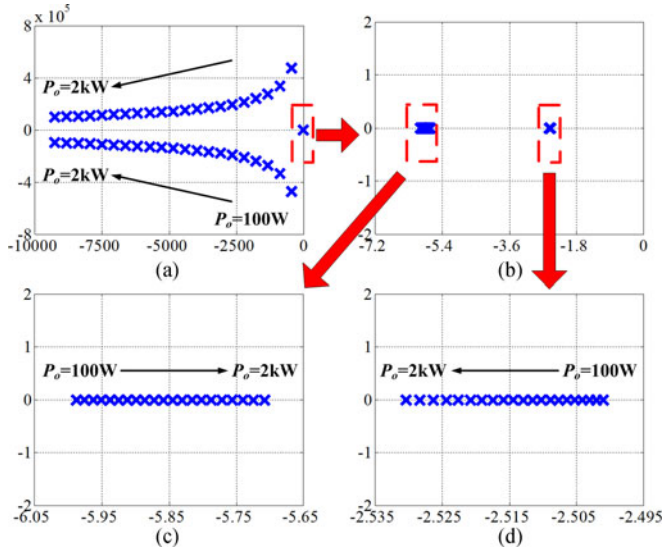 8 ×10⁵
4
0
-4
-8
Pₒ=2kW
Pₒ=2kW
Pₒ=100W
-10000 -7500 -5000 -2500 0
(a)
2
1
0
-1
-2
-7.2 -5.4 -3.6 -1.8 0
(b)
2
1
0
-1
-2
Pₒ=100W Pₒ=2kW
-6.05 -5.95 -5.85 -5.75 -5.65
(c)
2
1
0
-1
-2
Pₒ=2kW Pₒ=100W
-2.535 -2.525 -2.515 -2.505 -2.495
(d)